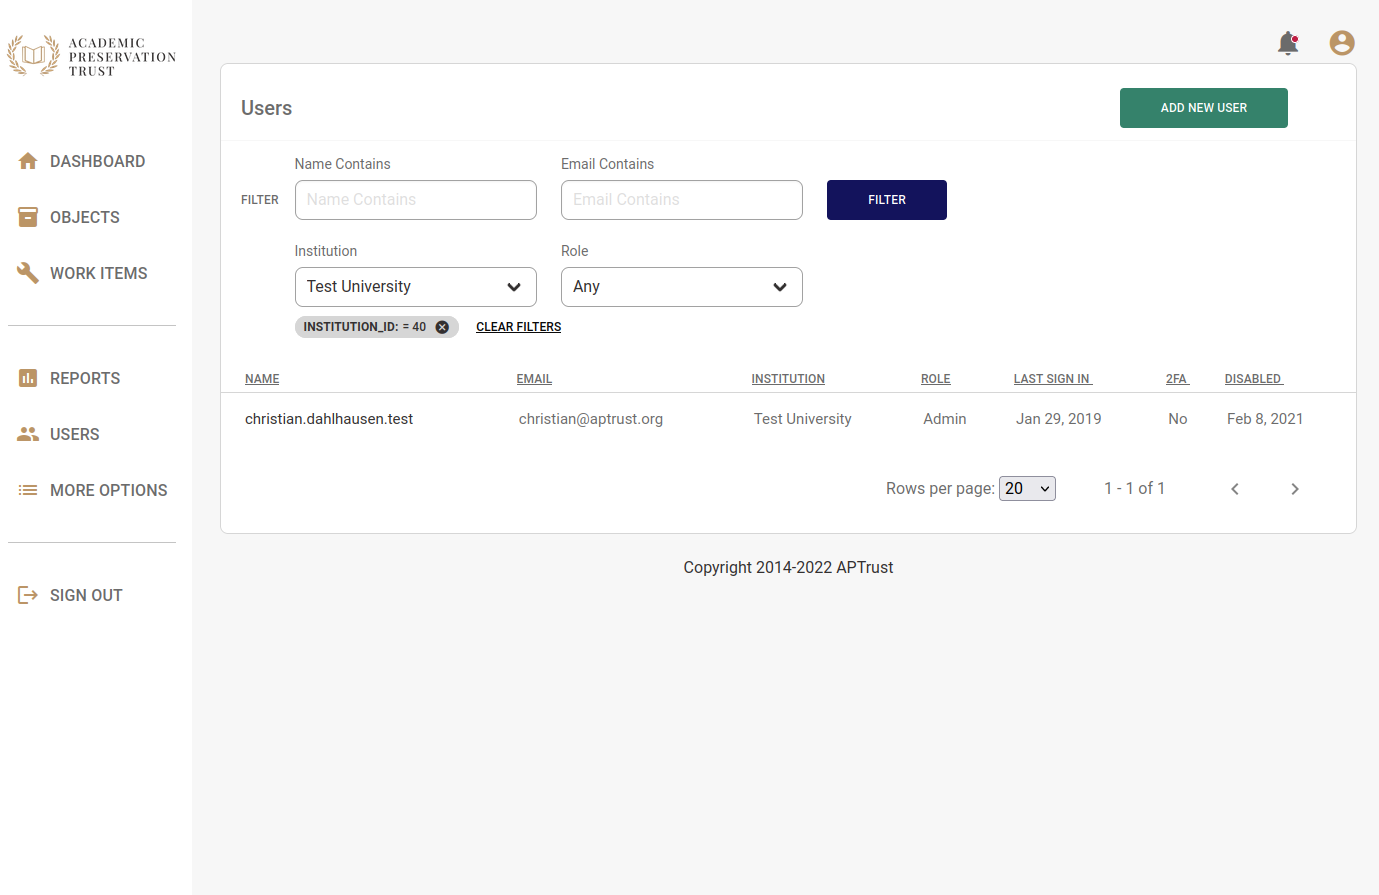 ACADEMIC
PRESERVATION
TRUST
DASHBOARD
OBJECTS
WORK ITEMS
REPORTS
USERS
MORE OPTIONS
SIGN OUT
Users
ADD NEW USER
Name Contains
Email Contains
FILTER
Name Contains
Email Contains
FILTER
Institution
Role
Test University
Any
INSTITUTION_ID: = 40
CLEAR FILTERS
NAME EMAIL INSTITUTION ROLE LAST SIGN IN 2FA DISABLED
christian.dahlhausen.test christian@aptrust.org Test University Admin Jan 29, 2019 No Feb 8, 2021
Rows per page: 20 1 - 1 of 1
Copyright 2014-2022 APTrust